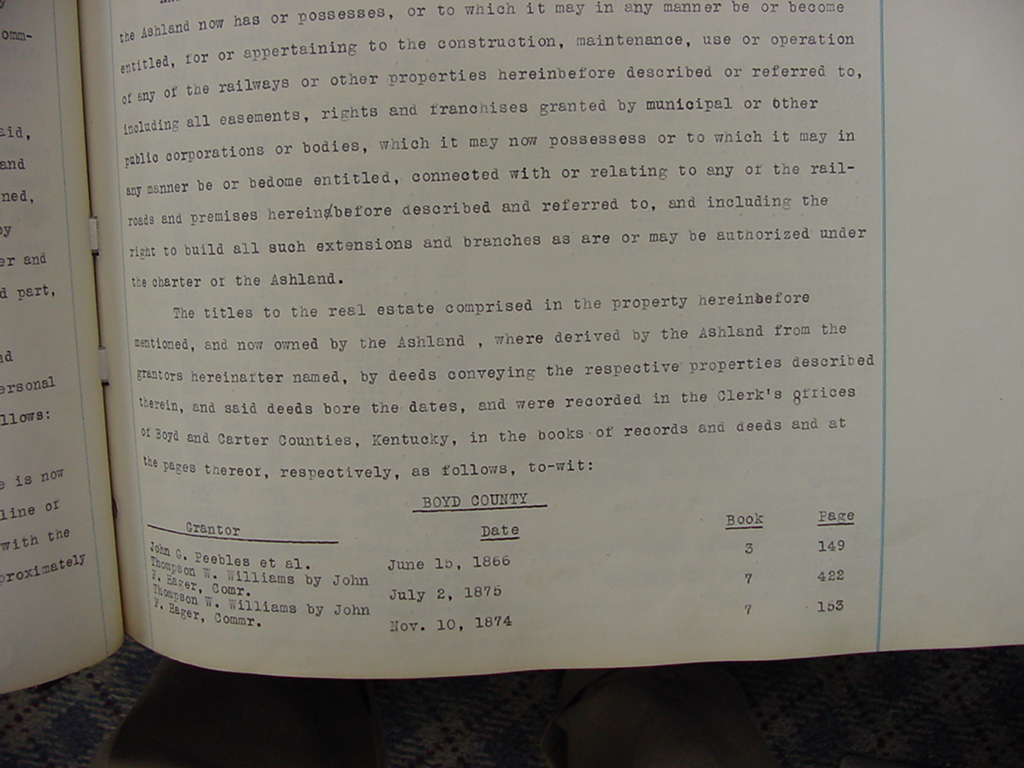 omm-
aid,
and
ned,
by
er and
d part,
nd
ersonal
llows:
e is now
line of
with the
proximately
the Ashland now has or possesses, or to which it may in any manner be or become
entitled, for or appertaining to the construction, maintenance, use or operation
of any of the railways or other properties hereinbefore described or referred to,
including all easements, rights and franchises granted by municipal or other
public corporations or bodies, which it may now possessess or to which it may in
any manner be or bedome entitled, connected with or relating to any of the rail-
roads and premises herein/before described and referred to, and including the
right to build all such extensions and branches as are or may be authorized under
the charter of the Ashland.
The titles to the real estate comprised in the property hereinbefore
mentioned, and now owned by the Ashland , where derived by the Ashland from the
grantors hereinafter named, by deeds conveying the respective properties described
therein, and said deeds bore the dates, and were recorded in the Clerk's offices
of Boyd and Carter Counties, Kentucky, in the books of records and deeds and at
the pages thereof, respectively, as follows, to-wit:
BOYD COUNTY
Grantor Date Book Page
John G. Peebles et al. June 15, 1866 3 149
Thompson W. Williams by John
F. Hager, Comr. July 2, 1875 7 422
Thompson W. Williams by John
F. Hager, Commr. Nov. 10, 1874 7 153